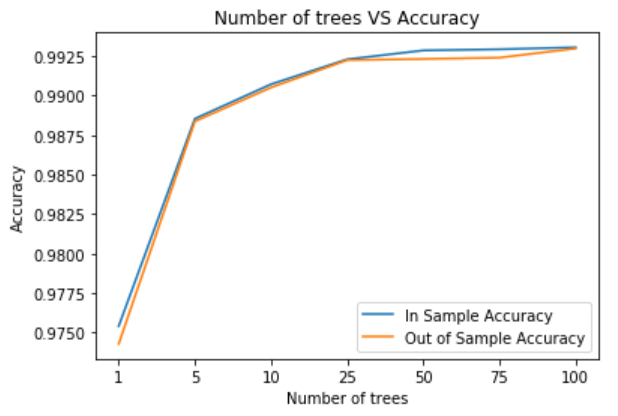 Number of trees VS Accuracy
Accuracy
0.9925
0.9900
0.9875
0.9850
0.9825
0.9800
0.9775
0.9750
In Sample Accuracy
Out of Sample Accuracy
1 5 10 25 50 75 100
Number of trees